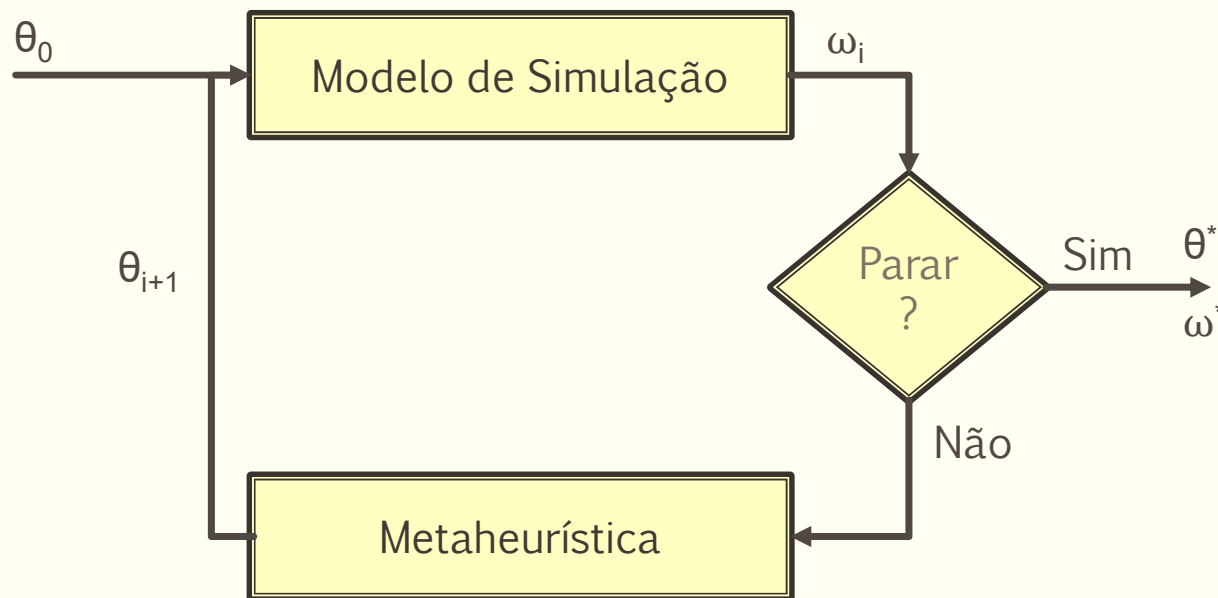 θ₀
Modelo de Simulação
ωᵢ
θᵢ₊₁
Parar
?
Sim
θ*
ω*
Não
Metaheurística